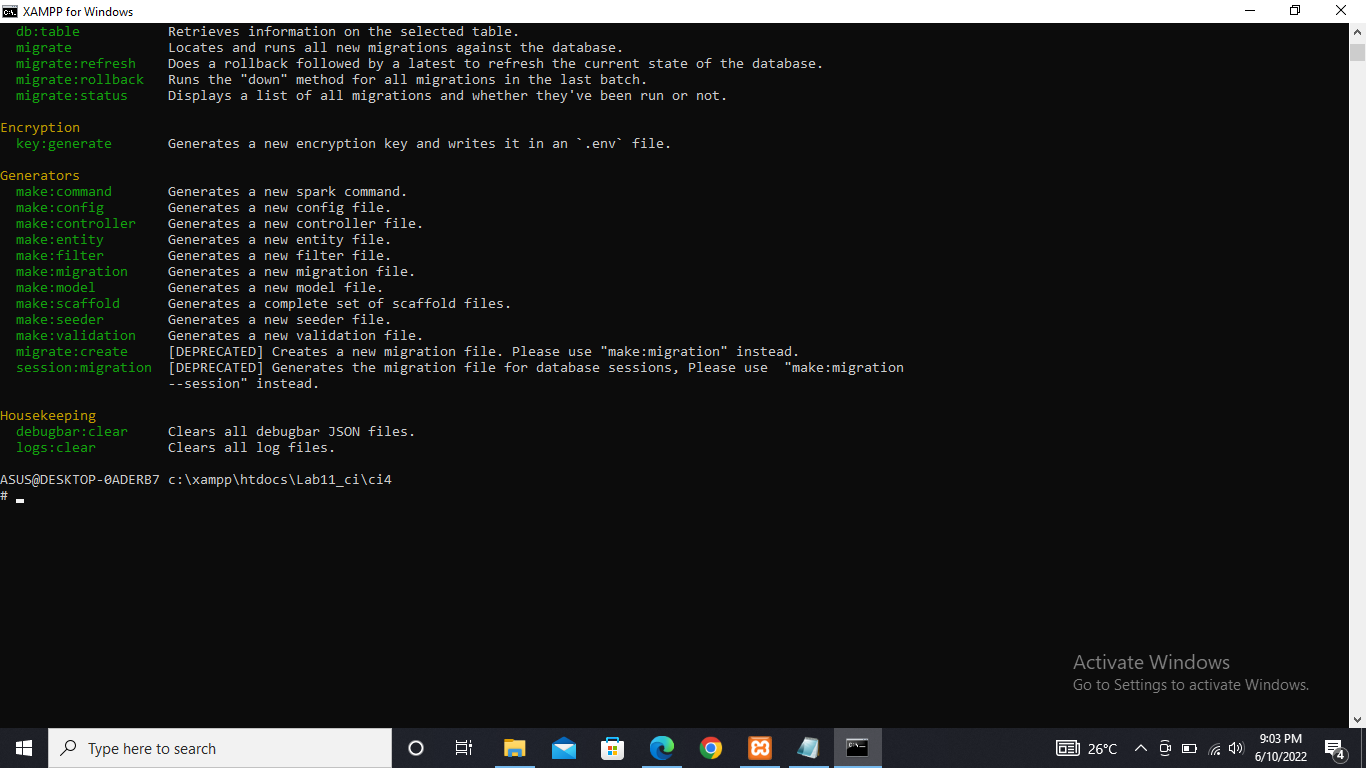 XAMPP for Windows
db:table Retrieves information on the selected table.
migrate Locates and runs all new migrations against the database.
migrate:refresh Does a rollback followed by a latest to refresh the current state of the database.
migrate:rollback Runs the "down" method for all migrations in the last batch.
migrate:status Displays a list of all migrations and whether they've been run or not.
Encryption
key:generate Generates a new encryption key and writes it in an `.env` file.
Generators
make:command Generates a new spark command.
make:config Generates a new config file.
make:controller Generates a new controller file.
make:entity Generates a new entity file.
make:filter Generates a new filter file.
make:migration Generates a new migration file.
make:model Generates a new model file.
make:scaffold Generates a complete set of scaffold files.
make:seeder Generates a new seeder file.
make:validation Generates a new validation file.
migrate:create [DEPRECATED] Creates a new migration file. Please use "make:migration" instead.
session:migration [DEPRECATED] Generates the migration file for database sessions, Please use  "make:migration
--session" instead.
Housekeeping
debugbar:clear Clears all debugbar JSON files.
logs:clear Clears all log files.
ASUS@DESKTOP-0ADERB7 c:\xampp\htdocs\Lab11_ci\ci4
#
Activate Windows
Go to Settings to activate Windows.
Type here to search
26°C
9:03 PM
6/10/2022
4